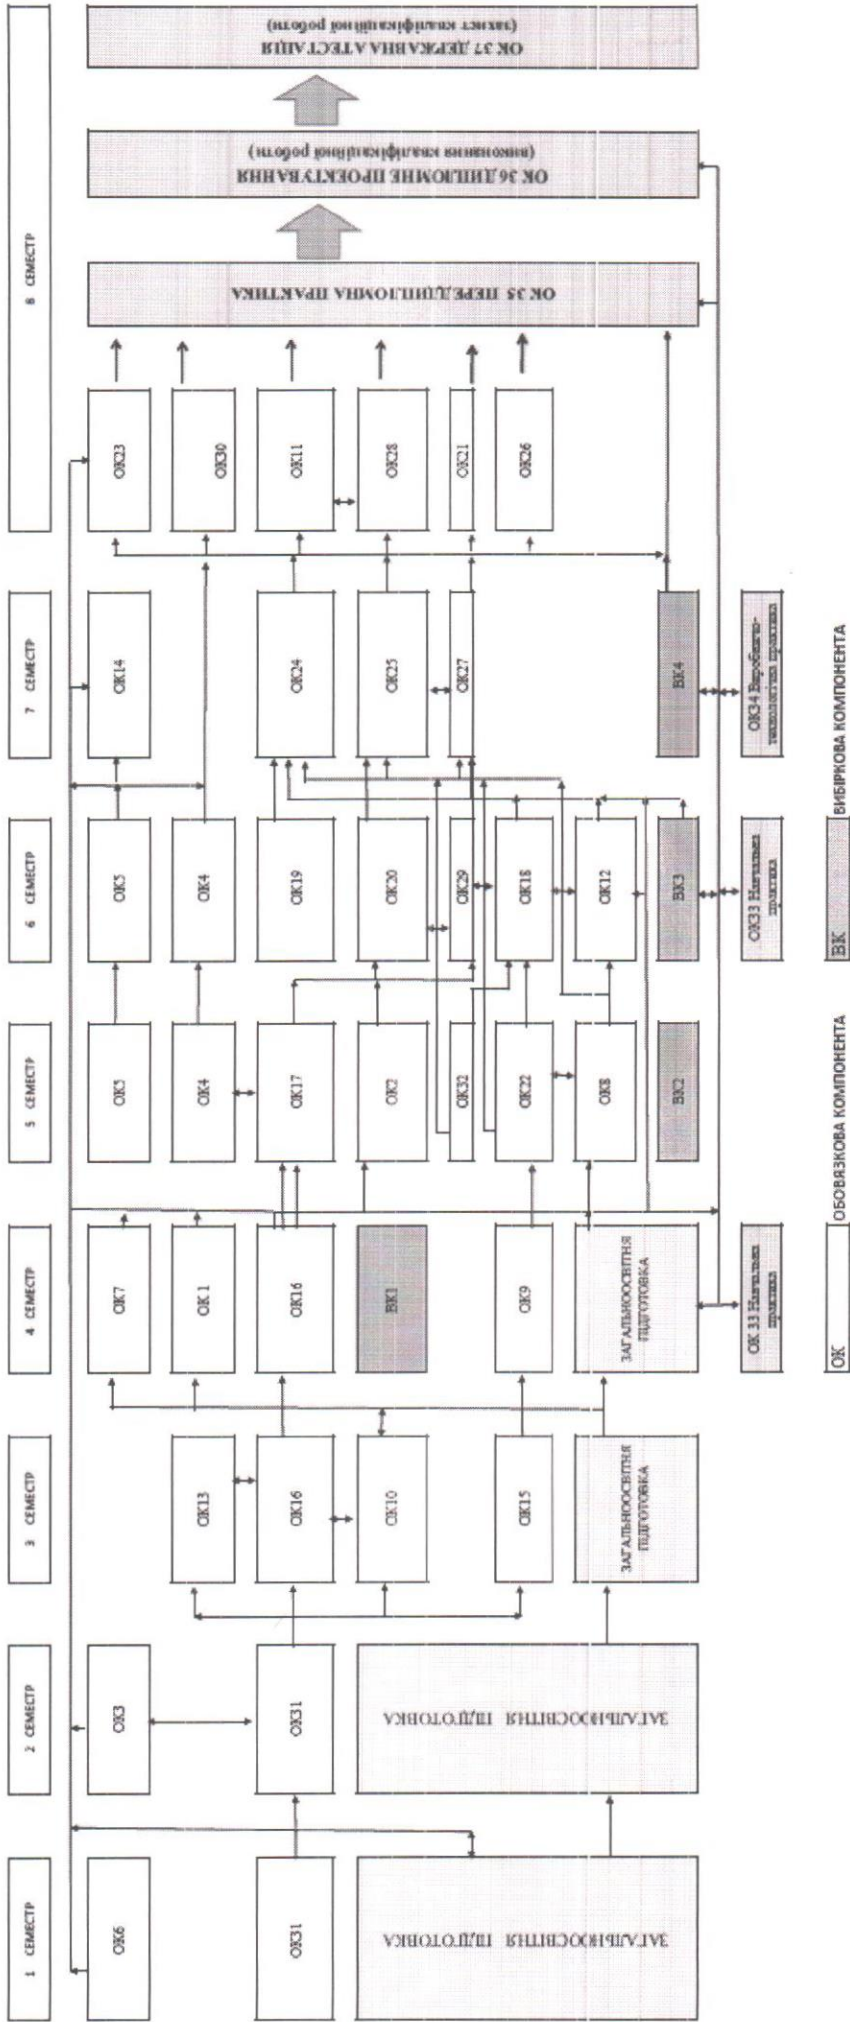 1 СЕМЕСТР
2 СЕМЕСТР
3 СЕМЕСТР
4 СЕМЕСТР
5 СЕМЕСТР
6 СЕМЕСТР
7 СЕМЕСТР
8 СЕМЕСТР
ОК6
ОК31
ЗАГАЛЬНООСВІТНЯ ПІДГОТОВКА
ОК3
ОК31
ЗАГАЛЬНООСВІТНЯ ПІДГОТОВКА
ОК13
ОК16
ОК10
ОК15
ЗАГАЛЬНООСВІТНЯ
ПІДГОТОВКА
ОК7
ОК 1
ОК16
ВК1
ОК9
ЗАГАЛЬНООСВІТНЯ
ПІДГОТОВКА
ОК 33 Навчальна
практика
ОК5
ОК4
ОК17
ОК2
ОК32
ОК22
ОК8
ВК2
ОК5
ОК4
ОК19
ОК20
ОК29
ОК18
ОК12
ВК3
ОК33 Навчальна
практика
ОК14
ОК24
ОК25
ОК27
ВК4
ОК34 Виробничо-
технологічна практика
ОК23
ОК30
ОК11
ОК28
ОК21
ОК26
ОК 35 ПЕРЕДДИПЛОМНА ПРАКТИКА
ОК 36 ДИПЛОМНЕ ПРОЕКТУВАННЯ
(виконання кваліфікаційної роботи)
ОК 37 ДЕРЖАВНА АТЕСТАЦІЯ
(захист кваліфікаційної роботи)
ОК
ОБОВЯЗКОВА КОМПОНЕНТА
ВК
ВИБІРКОВА КОМПОНЕНТА